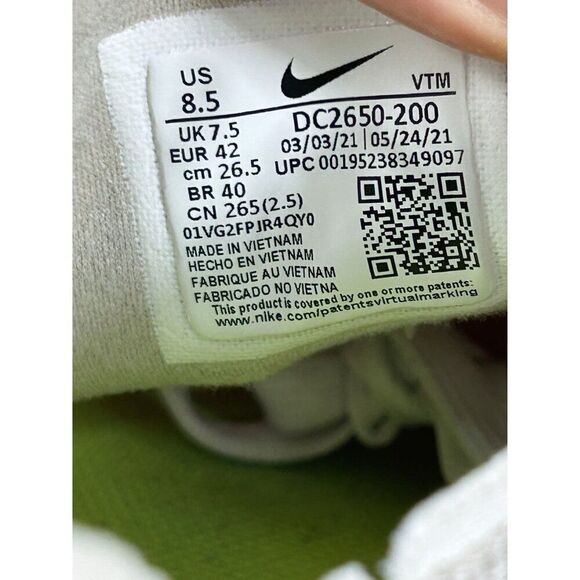 US
8.5
VTM
UK 7.5
DC2650-200
EUR 42
03/03/21 | 05/24/21
cm 26.5
UPC 00195238349097
BR 40
CN 265(2.5)
01VG2FPJR4QY0
MADE IN VIETNAM
HECHO EN VIETNAM
FABRIQUE AU VIETNAM
FABRICADO NO VIETNA
This product is covered by one or more patents:
www.nike.com/patentsvirtualmarking